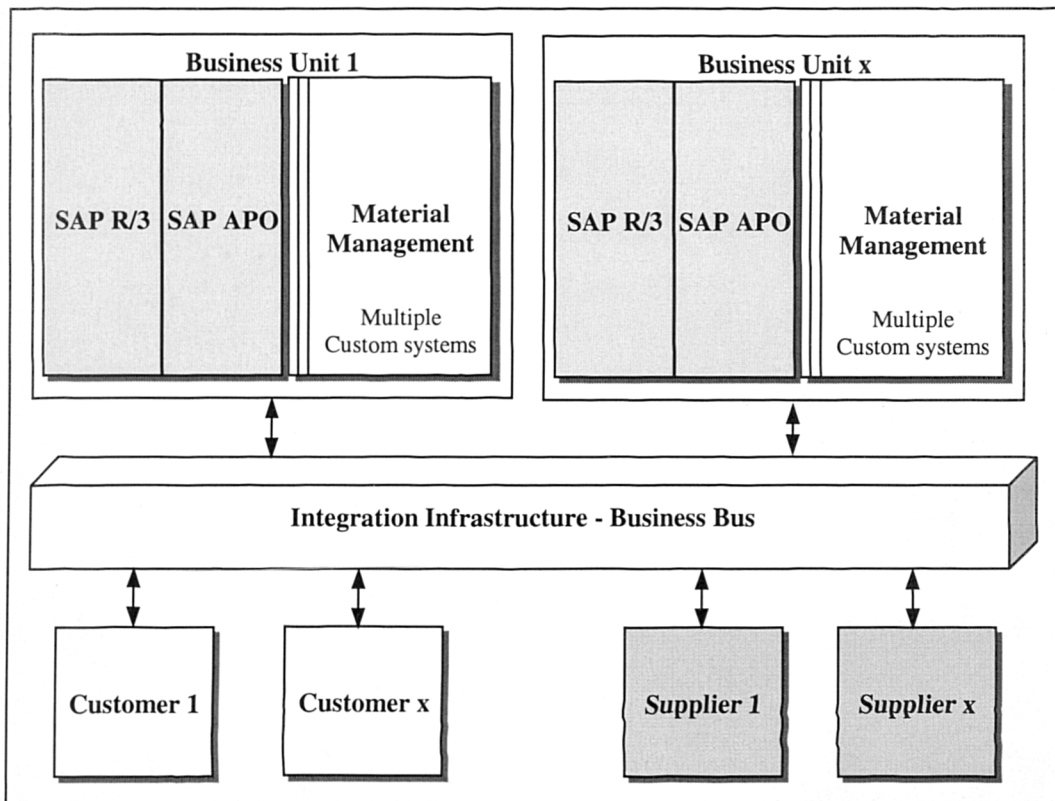 Business Unit 1
SAP R/3
SAP APO
Material
Management
Multiple
Custom systems
Business Unit x
SAP R/3
SAP APO
Material
Management
Multiple
Custom systems
Integration Infrastructure - Business Bus
Customer 1
Customer x
Supplier 1
Supplier x